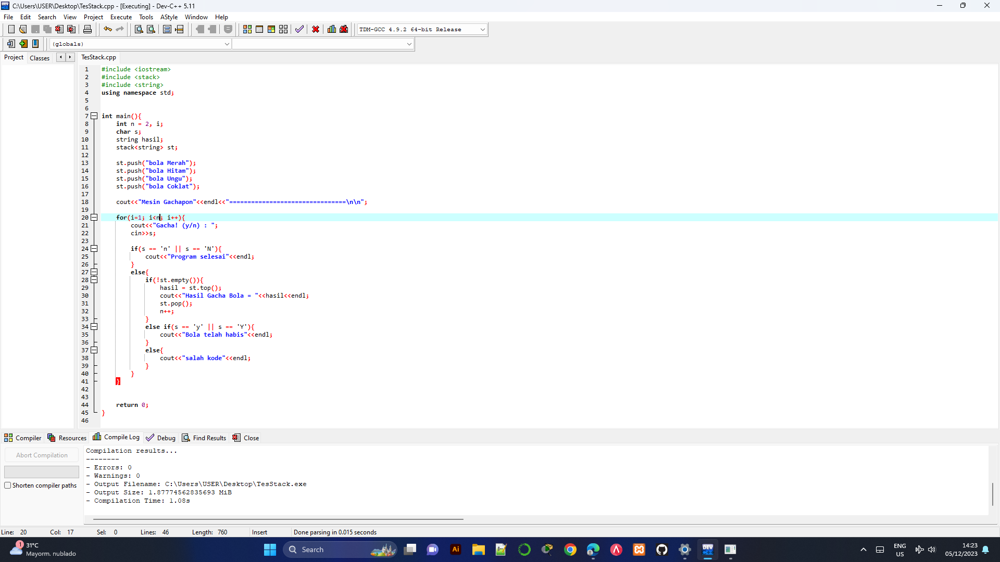 C:\Users\USER\Desktop\TesStack.cpp - [Executing] - Dev-C++ 5.11
File Edit Search View Project Execute Tools AStyle Window Help
TDM-GCC 4.9.2 64-bit Release
(globals)
Project Classes TesStack.cpp
1 #include <iostream>
2 #include <stack>
3 #include <string>
4 using namespace std;
5
6
7 int main(){
8 int n = 2, i;
9 char s;
10 string hasil;
11 stack<string> st;
12
13 st.push("bola Merah");
14 st.push("bola Hitam");
15 st.push("bola Ungu");
16 st.push("bola Coklat");
17
18 cout<<"Mesin Gachapon"<<endl<<"================================\n\n";
19
20 for(i=1; i<n; i++){
21 cout<<"Gacha! (y/n) : ";
22 cin>>s;
23
24 if(s == 'n' || s == 'N'){
25 cout<<"Program selesai"<<endl;
26 }
27 else{
28 if(!st.empty()){
29 hasil = st.top();
30 cout<<"Hasil Gacha Bola = "<<hasil<<endl;
31 st.pop();
32 n++;
33 }
34 else if(s == 'y' || s == 'Y'){
35 cout<<"Bola telah habis"<<endl;
36 }
37 else{
38 cout<<"salah kode"<<endl;
39 }
40 }
41 }
42
43
44 return 0;
45 }
46
Compiler Resources Compile Log Debug Find Results Close
Abort Compilation
Shorten compiler paths
Compilation results...
--------
- Errors: 0
- Warnings: 0
- Output Filename: C:\Users\USER\Desktop\TesStack.exe
- Output Size: 1.87774562835693 MiB
- Compilation Time: 1.08s
Line: 20 Col: 17 Sel: 0 Lines: 46 Length: 760 Insert Done parsing in 0.015 seconds
1
31°C
Mayorm. nublado
Search
Ai
DEV
ENG
US
14:23
05/12/2023